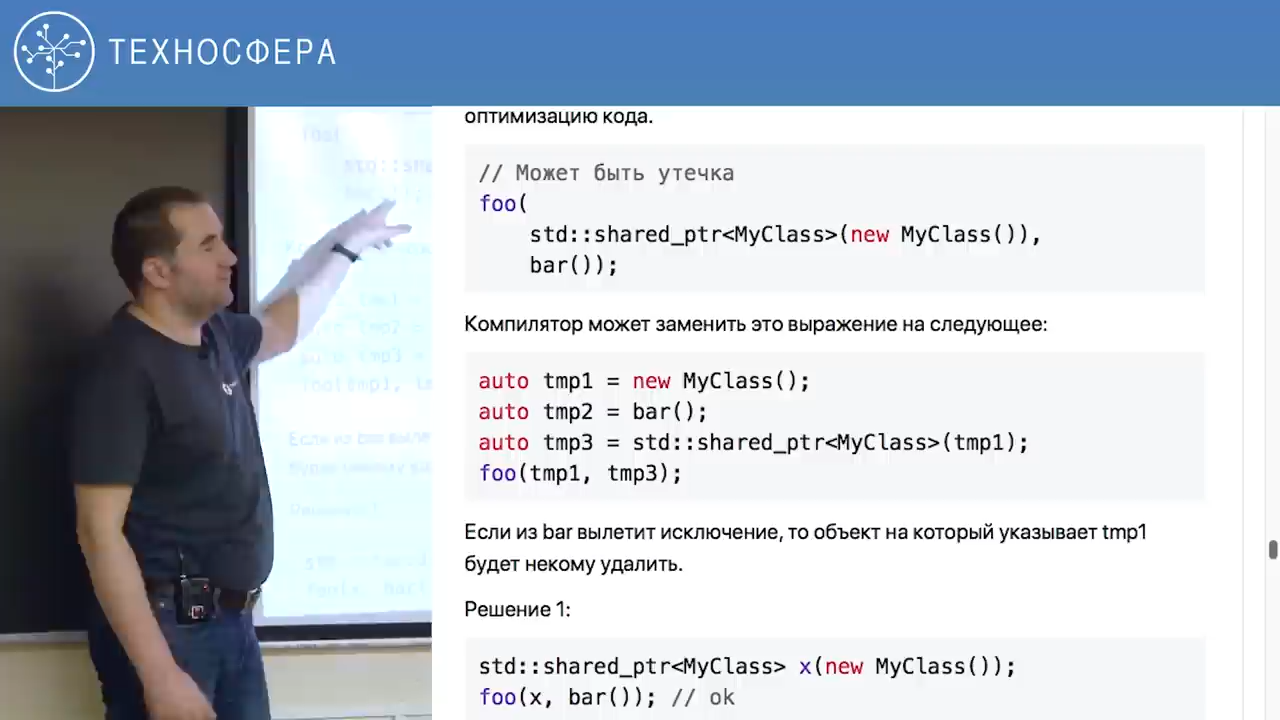 ТЕХНОСФЕРА
оптимизацию кода.
// Может быть утечка
foo(
std::shared_ptr<MyClass>(new MyClass()),
bar());
Компилятор может заменить это выражение на следующее:
auto tmp1 = new MyClass();
auto tmp2 = bar();
auto tmp3 = std::shared_ptr<MyClass>(tmp1);
foo(tmp1, tmp3);
Если из bar вылетит исключение, то объект на который указывает tmp1
будет некому удалить.
Решение 1:
std::shared_ptr<MyClass> x(new MyClass());
foo(x, bar()); // ok